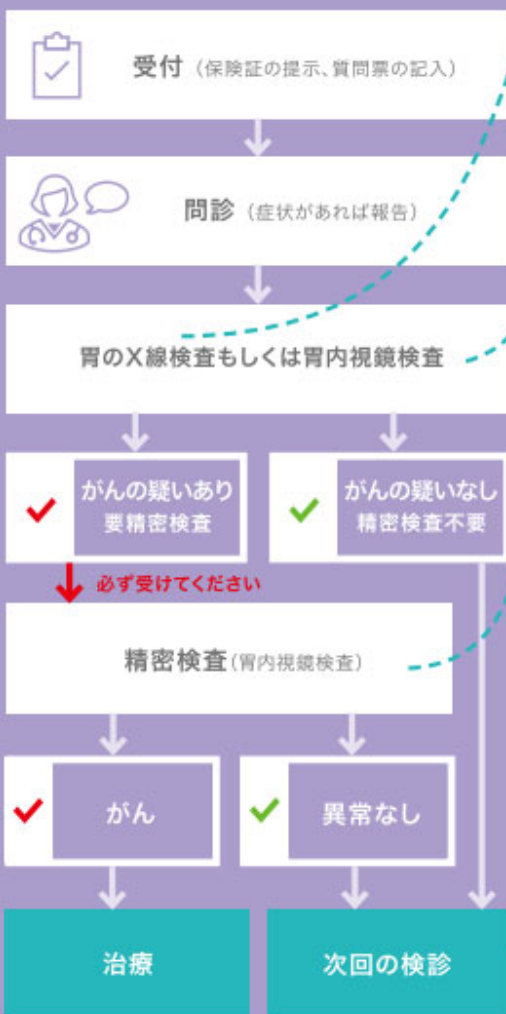 受付（保険証の提示、質問票の記入）
問診（症状があれば報告）
胃のX線検査もしくは胃内視鏡検査
がんの疑いあり
要精密検査
がんの疑いなし
精密検査不要
必ず受けてください
精密検査(胃内視鏡検査)
がん
異常なし
治療
次回の検診